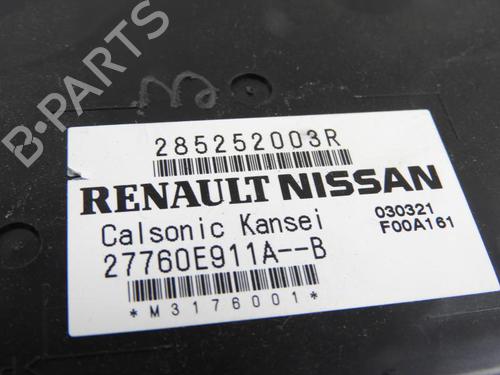 B-PARTS
285252003R
RENAULT NISSAN
Calsonic Kansei
030321
27760E911A--B
F00A161
*M3176001*